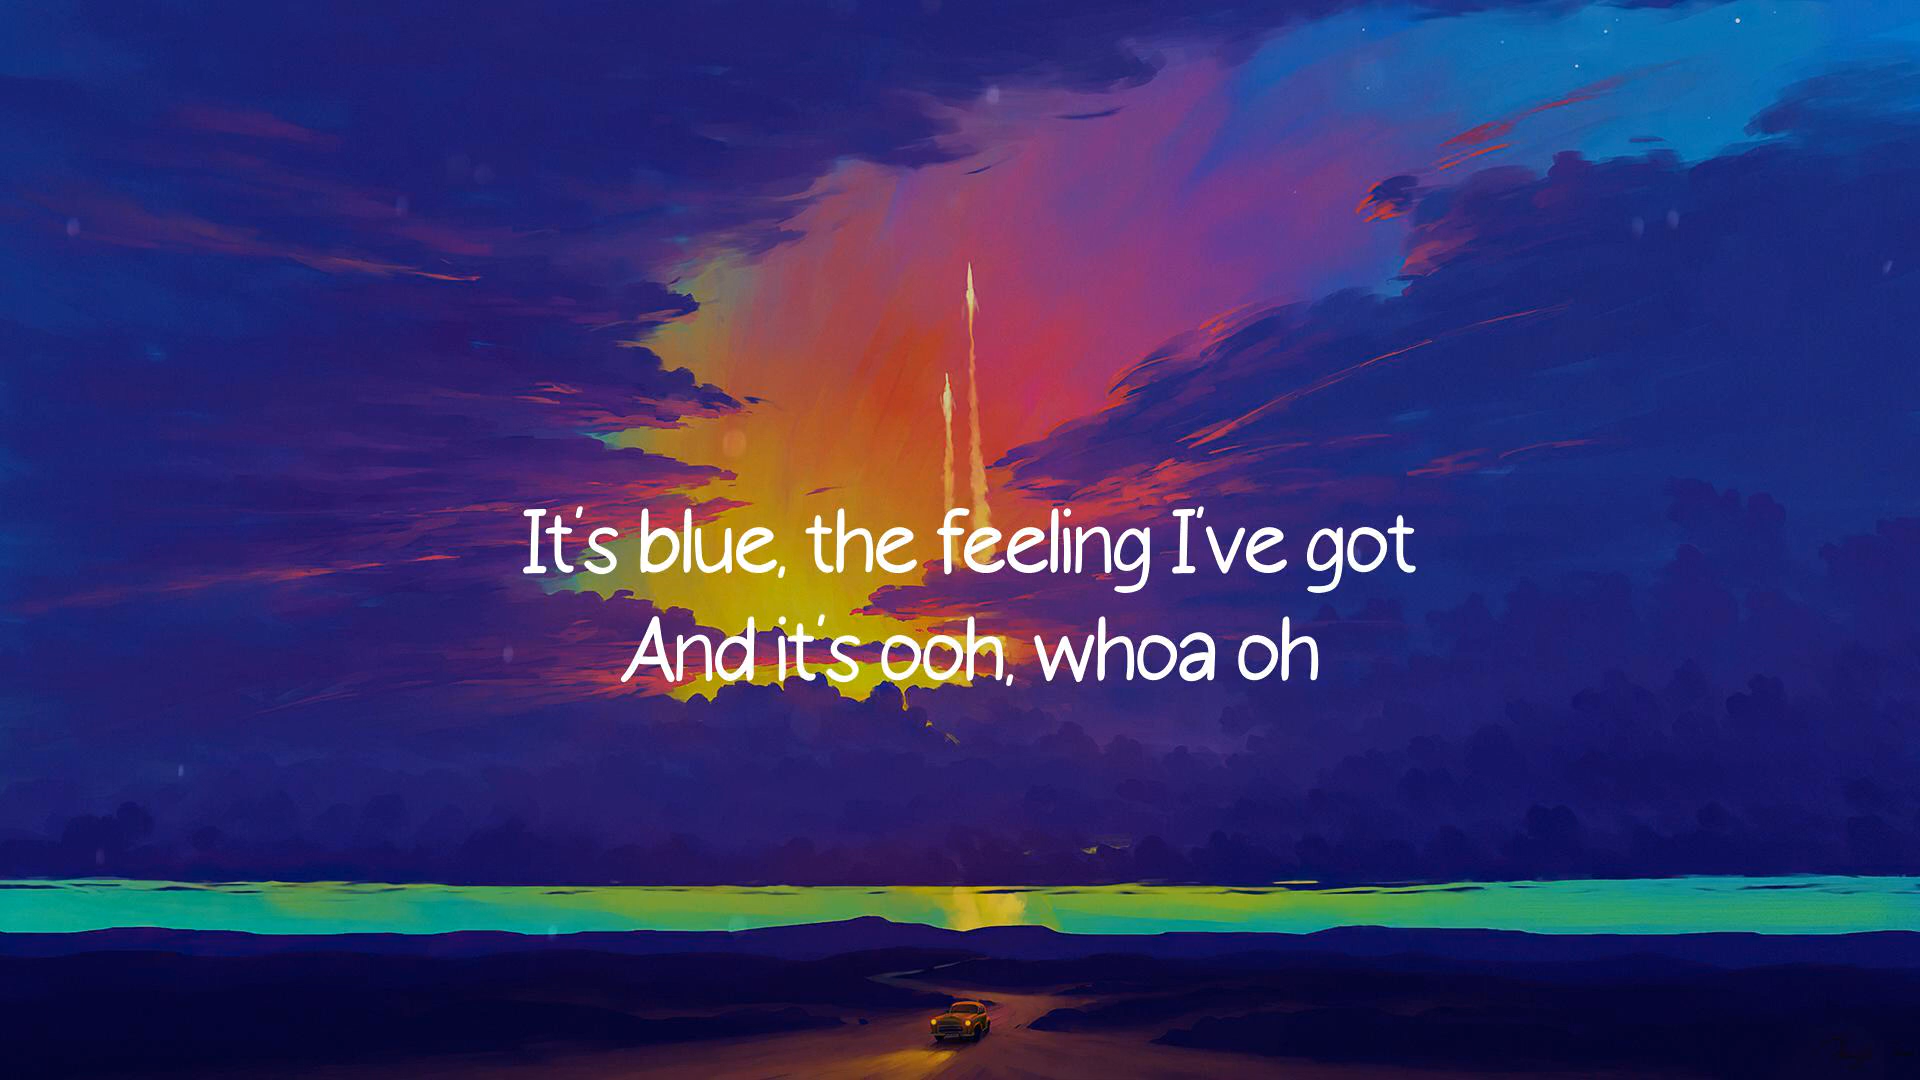 It's blue, the feeling I've got
And it's ooh, whoa oh